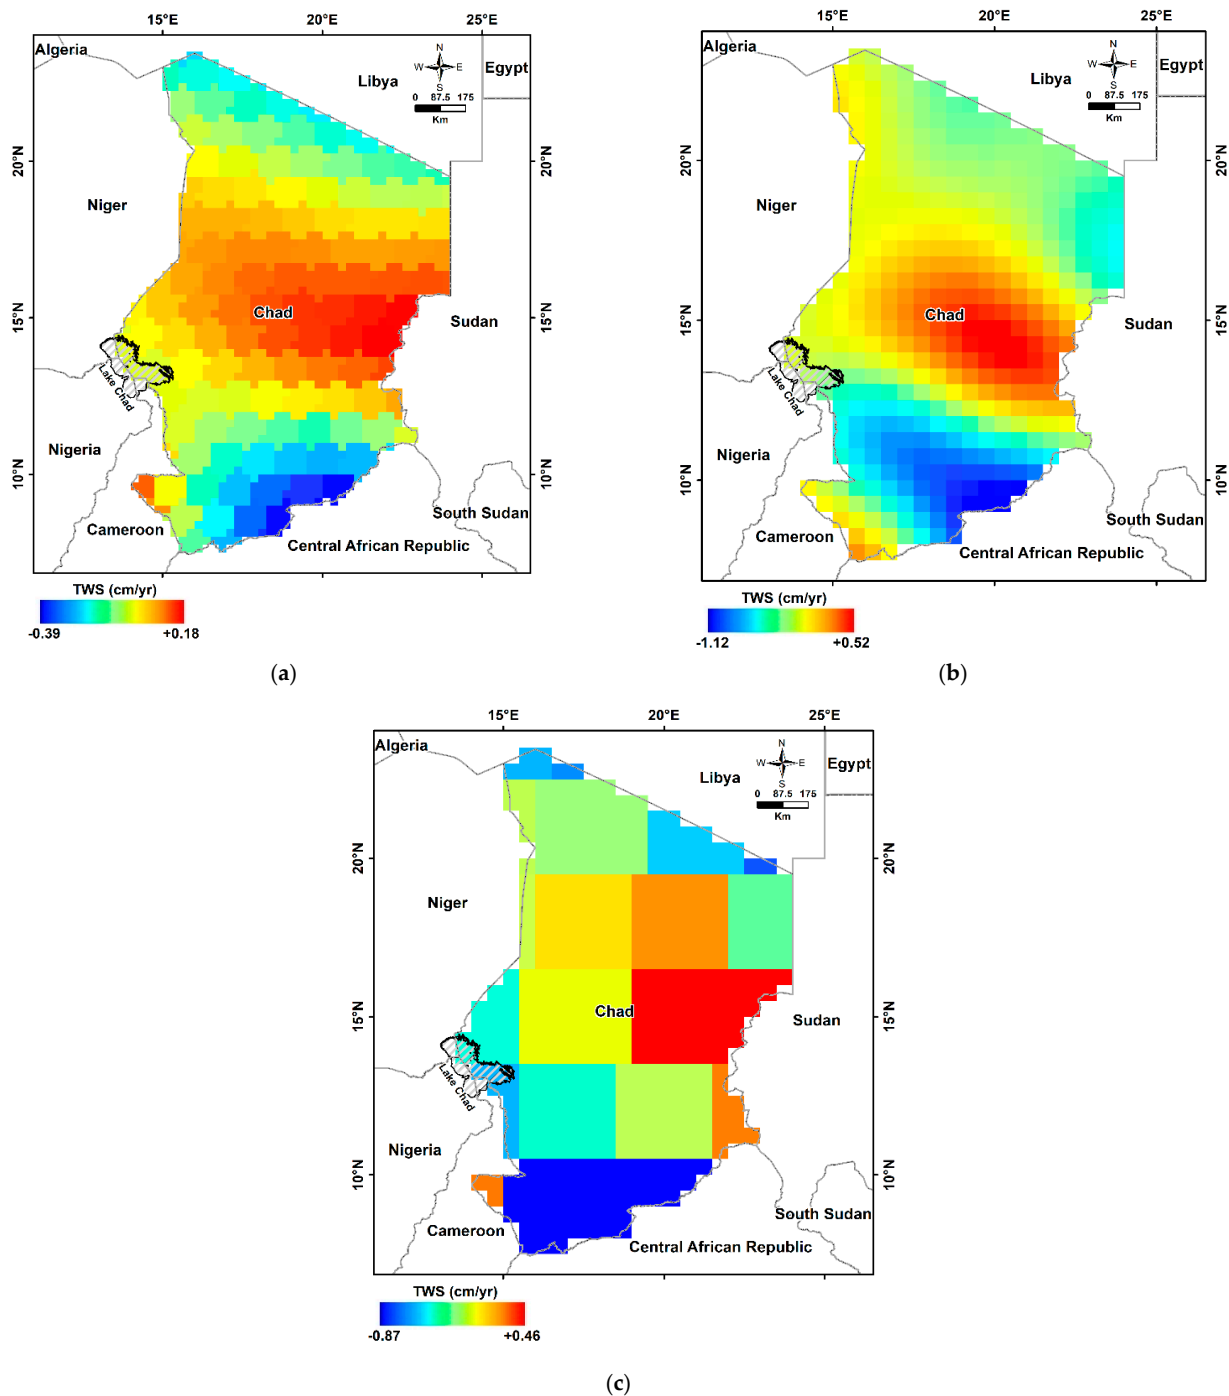 15°E 20°E 25°E
Algeria
N
W E
S
Libya
Egypt
0 87.5 175
Km
20°N 20°N
Niger
Chad
15°N 15°N
Sudan
Lake Chad
Nigeria
10°N 10°N
Cameroon
South Sudan
Central African Republic
TWS (cm/yr)
-0.39 +0.18
(a)
15°E 20°E 25°E
Algeria
N
W E
S
Libya
Egypt
0 87.5 175
Km
20°N 20°N
Niger
Chad
15°N 15°N
Sudan
Lake Chad
Nigeria
10°N 10°N
South Sudan
Cameroon
Central African Republic
TWS (cm/yr)
-1.12 +0.52
(b)
15°E 20°E 25°E
Algeria
N
W E
S
Libya
Egypt
0 87.5 175
Km
20°N 20°N
Niger
Chad
15°N 15°N
Sudan
Lake Chad
Nigeria
10°N 10°N
South Sudan
Cameroon
Central African Republic
TWS (cm/yr)
-0.87 +0.46
(c)